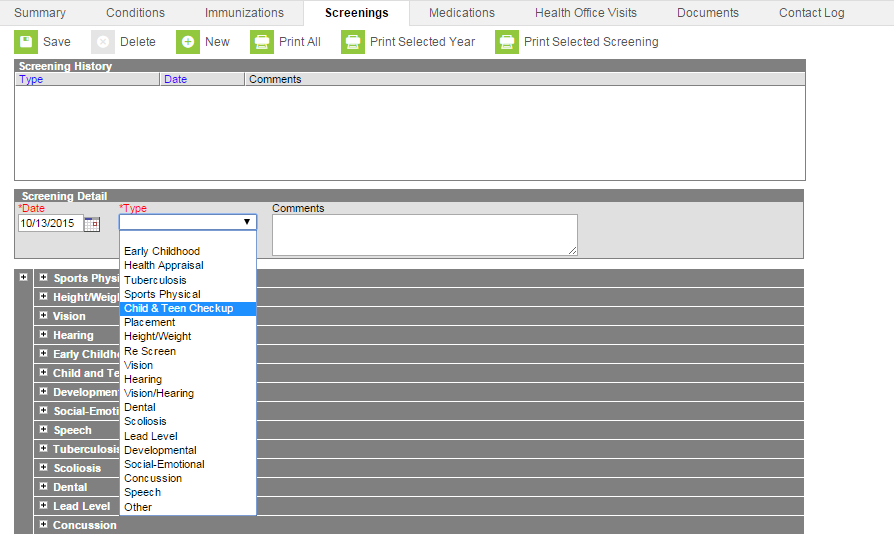 Summary Conditions Immunizations Screenings Medications Health Office Visits Documents Contact Log
Save Delete New Print All Print Selected Year Print Selected Screening
Screening History
Type Date Comments
Screening Detail
*Date *Type Comments
10/13/2015
Early Childhood
Health Appraisal
Tuberculosis
Sports Physical
Child & Teen Checkup
Placement
Height/Weight
Re Screen
Vision
Hearing
Vision/Hearing
Dental
Scoliosis
Lead Level
Developmental
Social-Emotional
Concussion
Speech
Other
Sports Physi
Height/Weigh
Vision
Hearing
Early Childho
Child and Te
Developmen
Social-Emoti
Speech
Tuberculosis
Scoliosis
Dental
Lead Level
Concussion